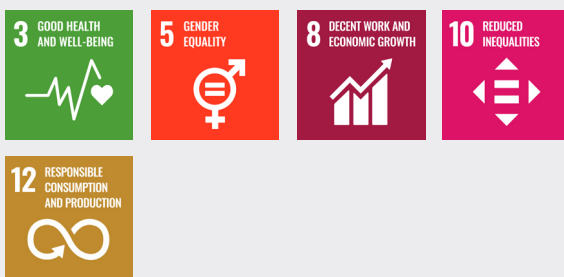 3 GOOD HEALTH
AND WELL-BEING
5 GENDER
EQUALITY
8 DECENT WORK AND
ECONOMIC GROWTH
10 REDUCED
INEQUALITIES
12 RESPONSIBLE
CONSUMPTION
AND PRODUCTION